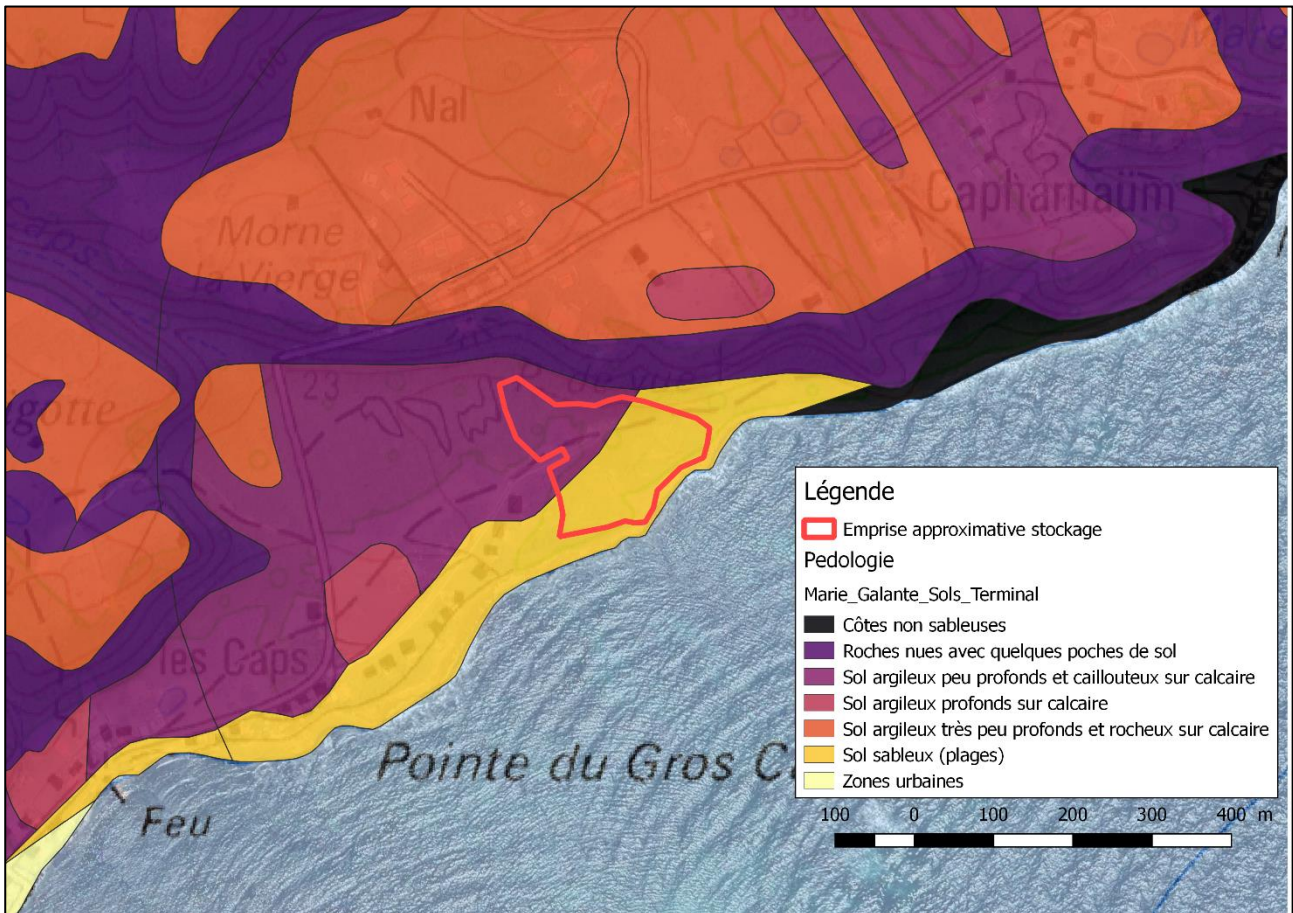 Mare
Nal
Capharnaüm
Morne
la Vierge
Caps
23
les Caps
Pointe du Gros C
Feu
Légende
Emprise approximative stockage
Pedologie
Marie_Galante_Sols_Terminal
Côtes non sableuses
Roches nues avec quelques poches de sol
Sol argileux peu profonds et caillouteux sur calcaire
Sol argileux profonds sur calcaire
Sol argileux très peu profonds et rocheux sur calcaire
Sol sableux (plages)
Zones urbaines
100 0 100 200 300 400 m